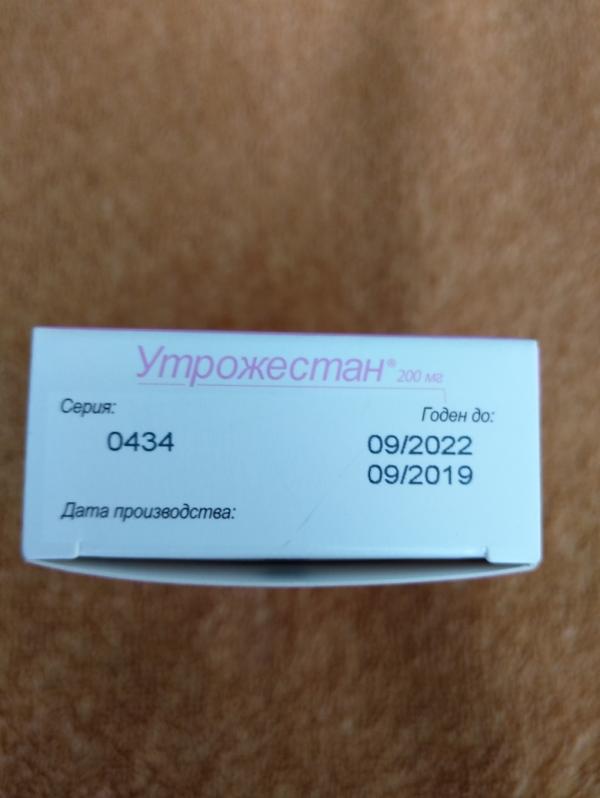 Утрожестан® 200 мг
Серия: Годен до:
0434 09/2022
09/2019
Дата производства: